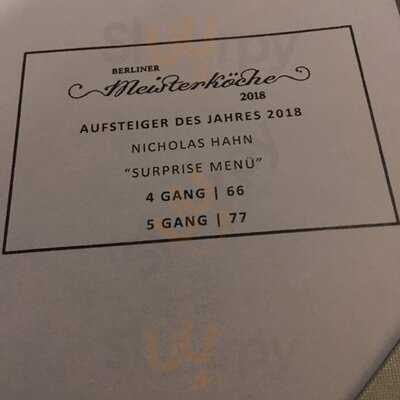 BERLINER
Meisterköche
2018
AUFSTEIGER DES JAHRES 2018
NICHOLAS HAHN
“SURPRISE MENÜ”
4 GANG | 66
5 GANG | 77